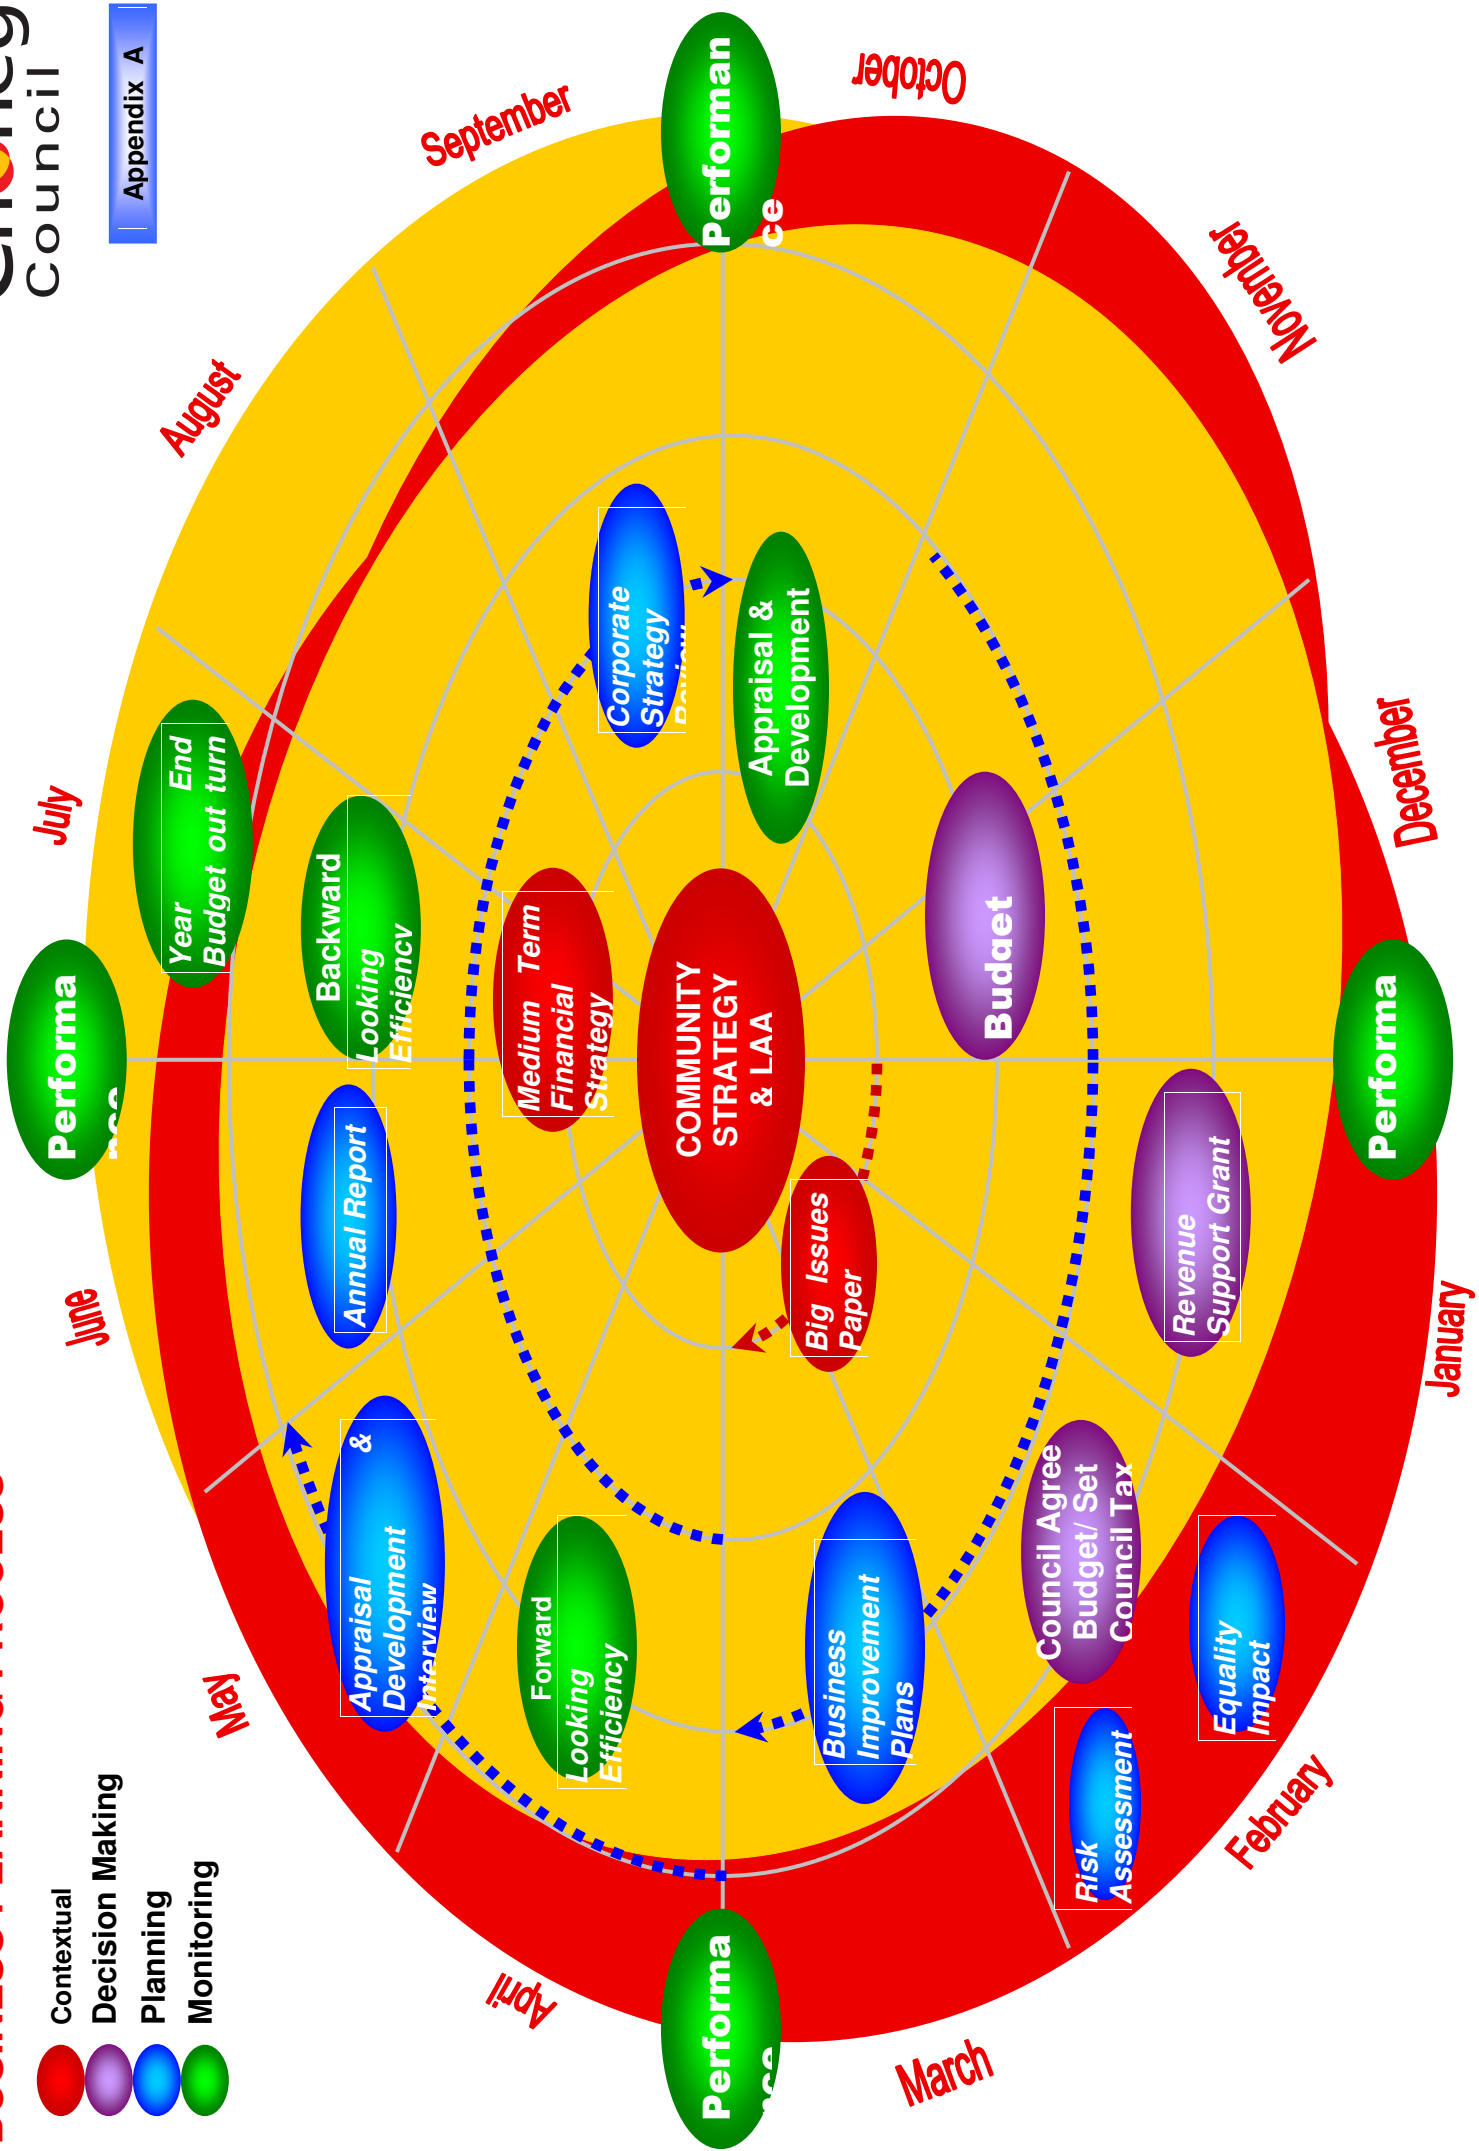 Council
Appendix A
Contextual
Decision Making
Planning
Monitoring
April
May
June
July
August
September
October
November
December
January
February
March
Performa
nce
Performa
nce
Performan
ce
Performa
Year End
Budget out turn
Backward
Looking
Efficiency
Annual Report
Appraisal &
Development
Interview
Forward
Looking
Efficiency
Medium Term
Financial
Strategy
Corporate
Strategy
Review
COMMUNITY
STRATEGY
& LAA
Appraisal &
Development
Big Issues
Paper
Budget
Business
Improvement
Plans
Council Agree
Budget/ Set
Council Tax
Revenue
Support Grant
Risk
Assessment
Equality
Impact